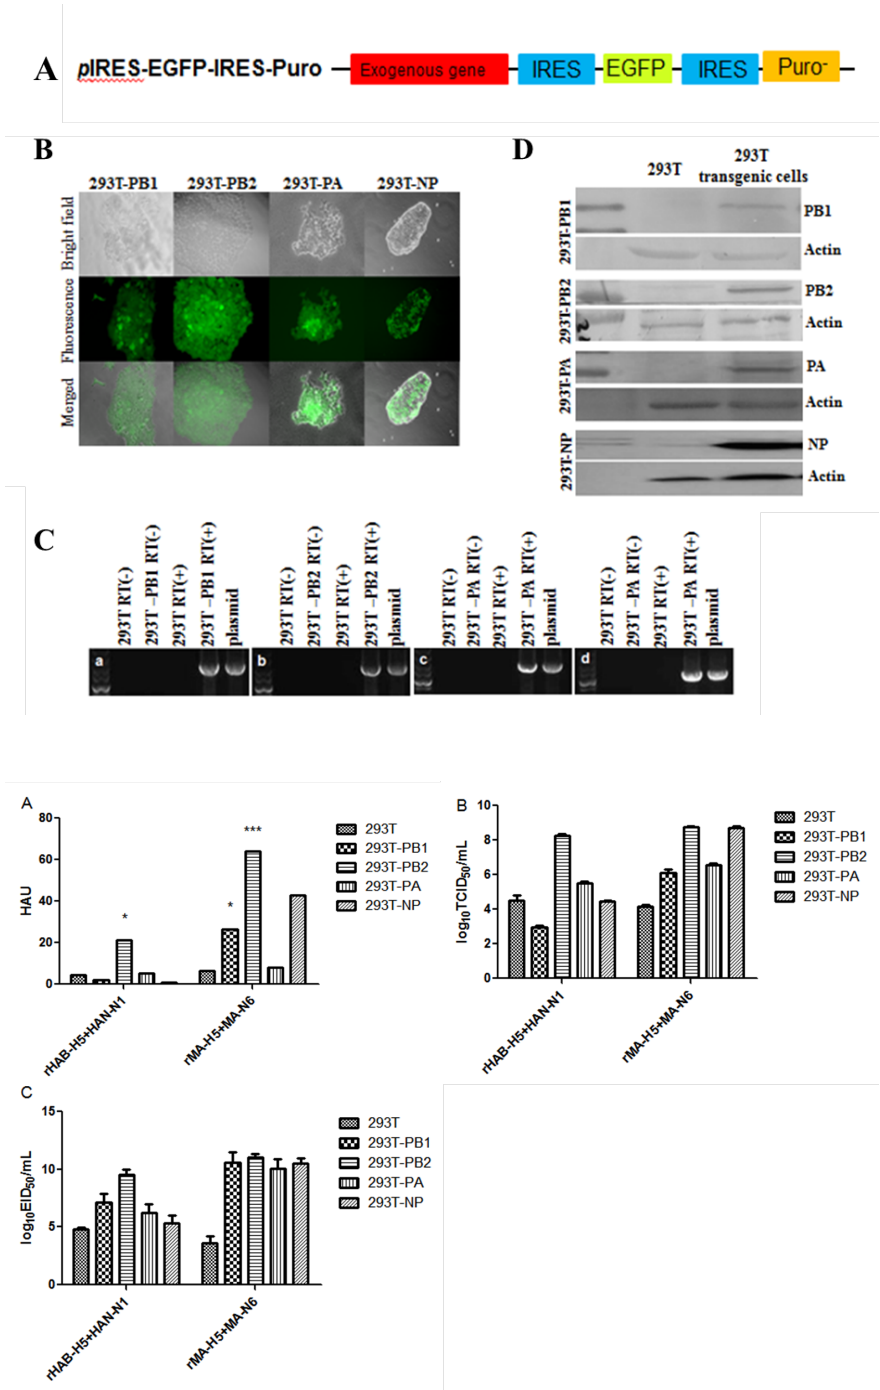 A
pIRES-EGFP-IRES-Puro
Exogenous gene
IRES
EGFP
IRES
Puro-
B
293T-PB1 293T-PB2 293T-PA 293T-NP
Bright field
Fluorescence
Merged
D
293T
293T
transgenic cells
293T-PB1
PB1
Actin
293T-PB2
PB2
Actin
293T-PA
PA
Actin
293T-NP
NP
Actin
C
293T RT(-)
293T -PB1 RT(-)
293T RT(+)
293T -PB1 RT(+)
plasmid
293T RT(-)
293T -PB2 RT(-)
293T RT(+)
293T -PB2 RT(+)
plasmid
293T RT(-)
293T -PA RT(-)
293T RT(+)
293T -PA RT(+)
plasmid
293T RT(-)
293T -PA RT(-)
293T RT(+)
293T -PA RT(+)
plasmid
a
b
c
d
A
80
60
40
20
0
HAU
*
*
***
rHAB-H5+HAN-N1
rMA-H5+MA-N6
293T
293T-PB1
293T-PB2
293T-PA
293T-NP
B
10
8
6
4
2
0
log10TCID50/mL
rHAB-H5+HAN-N1
rMA-H5+MA-N6
293T
293T-PB1
293T-PB2
293T-PA
293T-NP
C
15
10
5
0
log10EID50/mL
rHAB-H5+HAN-N1
rMA-H5+MA-N6
293T
293T-PB1
293T-PB2
293T-PA
293T-NP